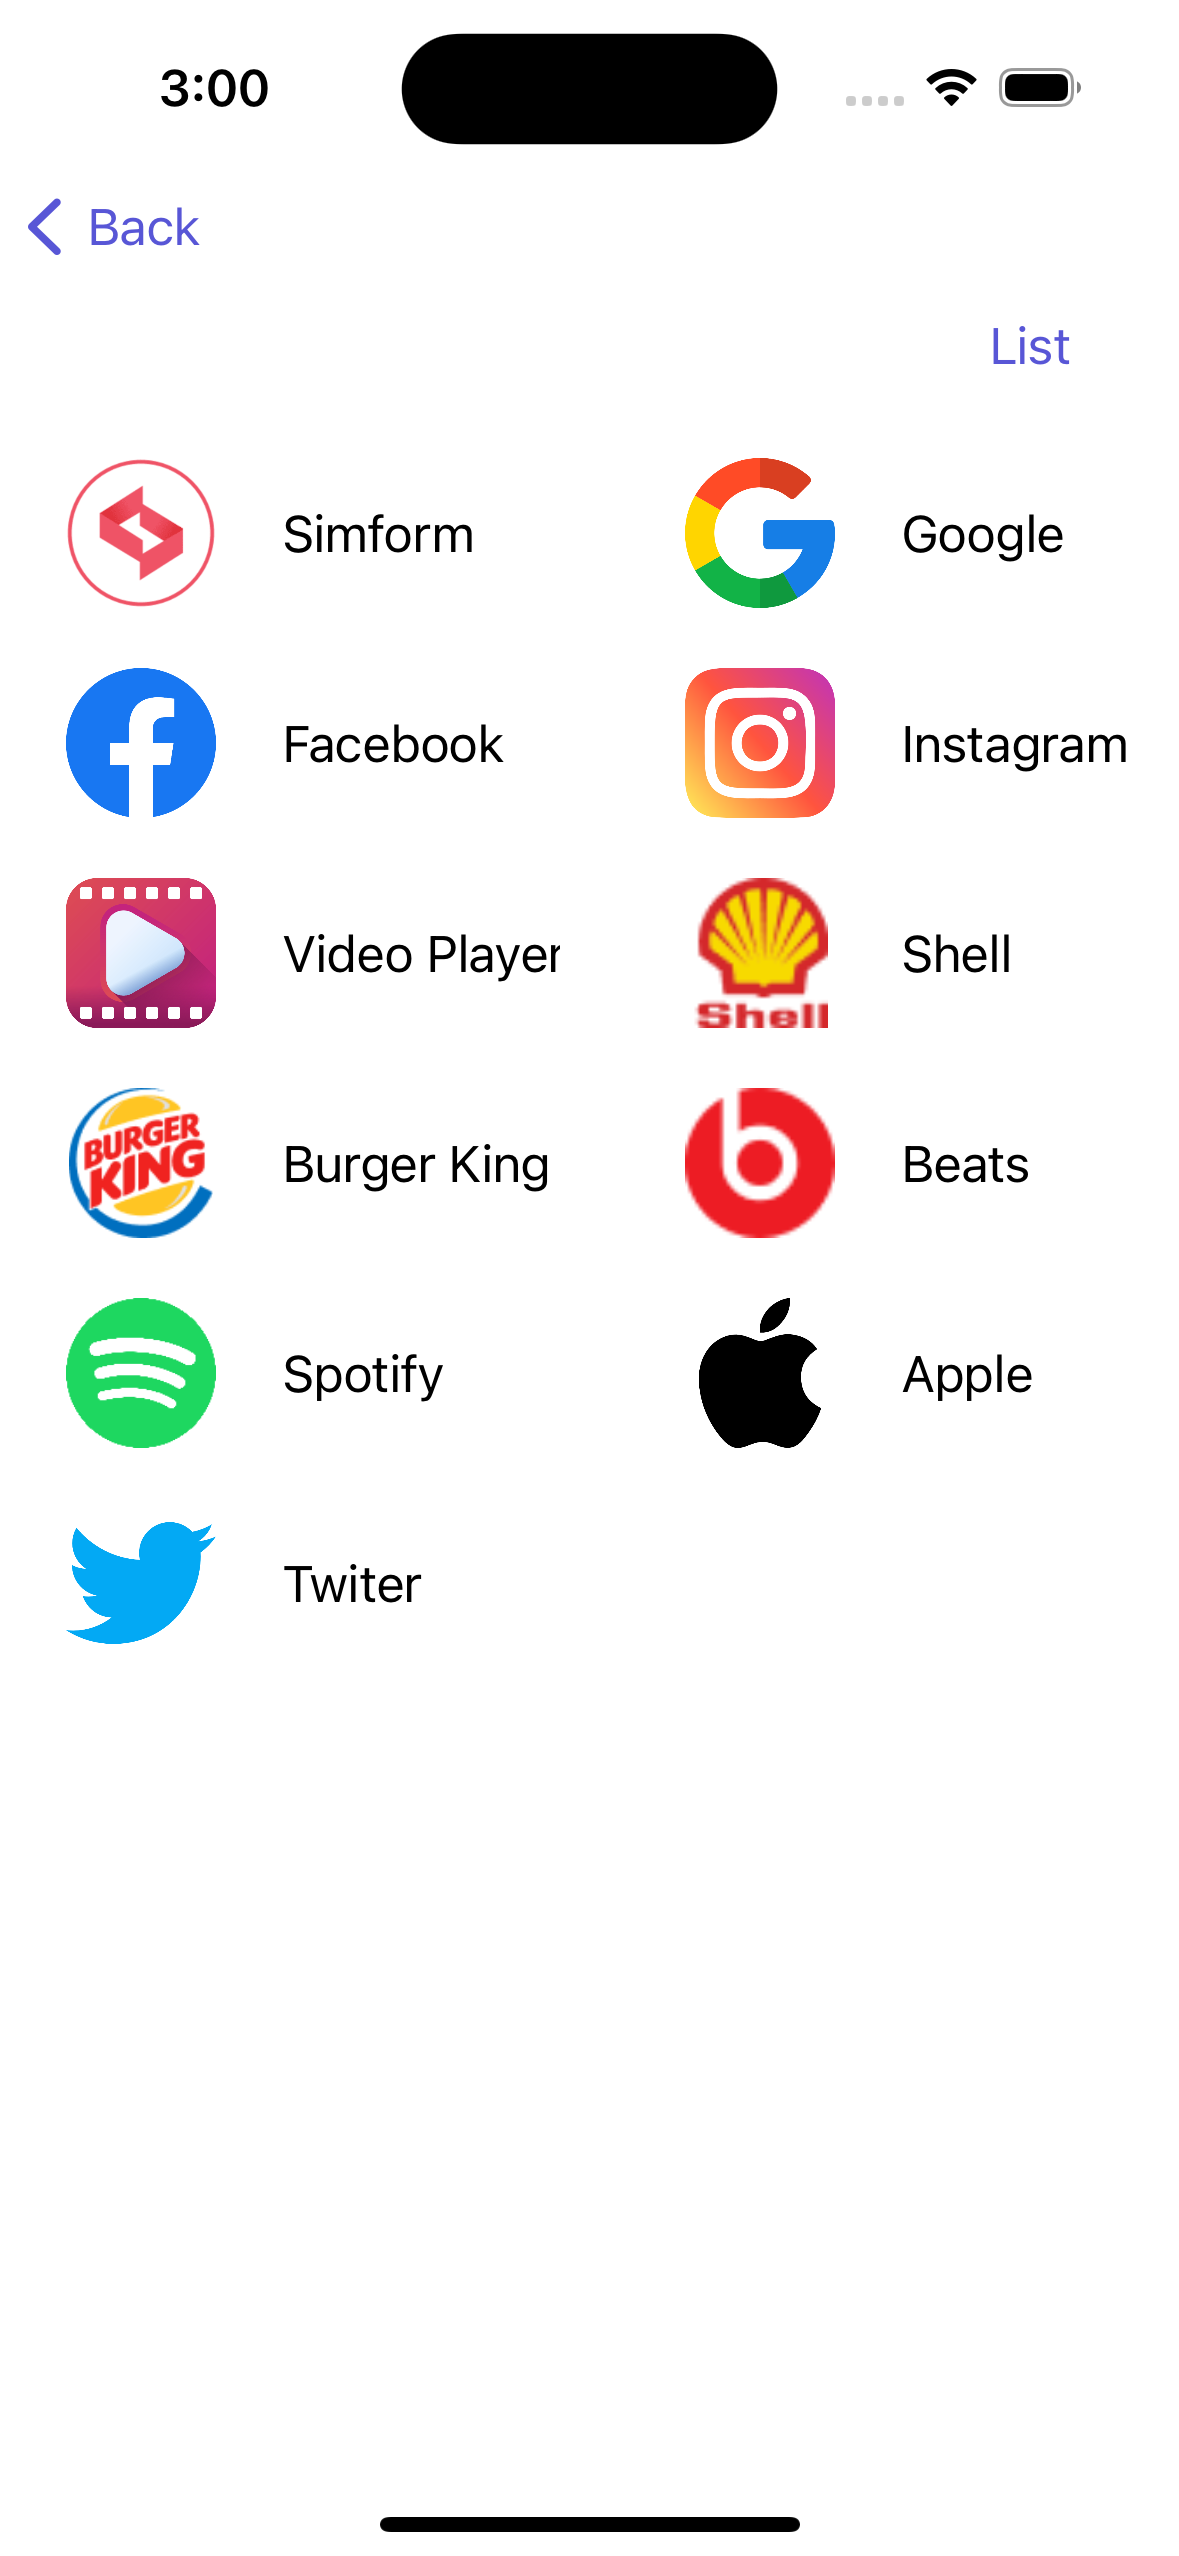 3:00
Back
List
Simform
Google
Facebook
Instagram
Video Player
Shell
Shell
BURGER
KING
Burger King
Beats
Spotify
Apple
Twiter